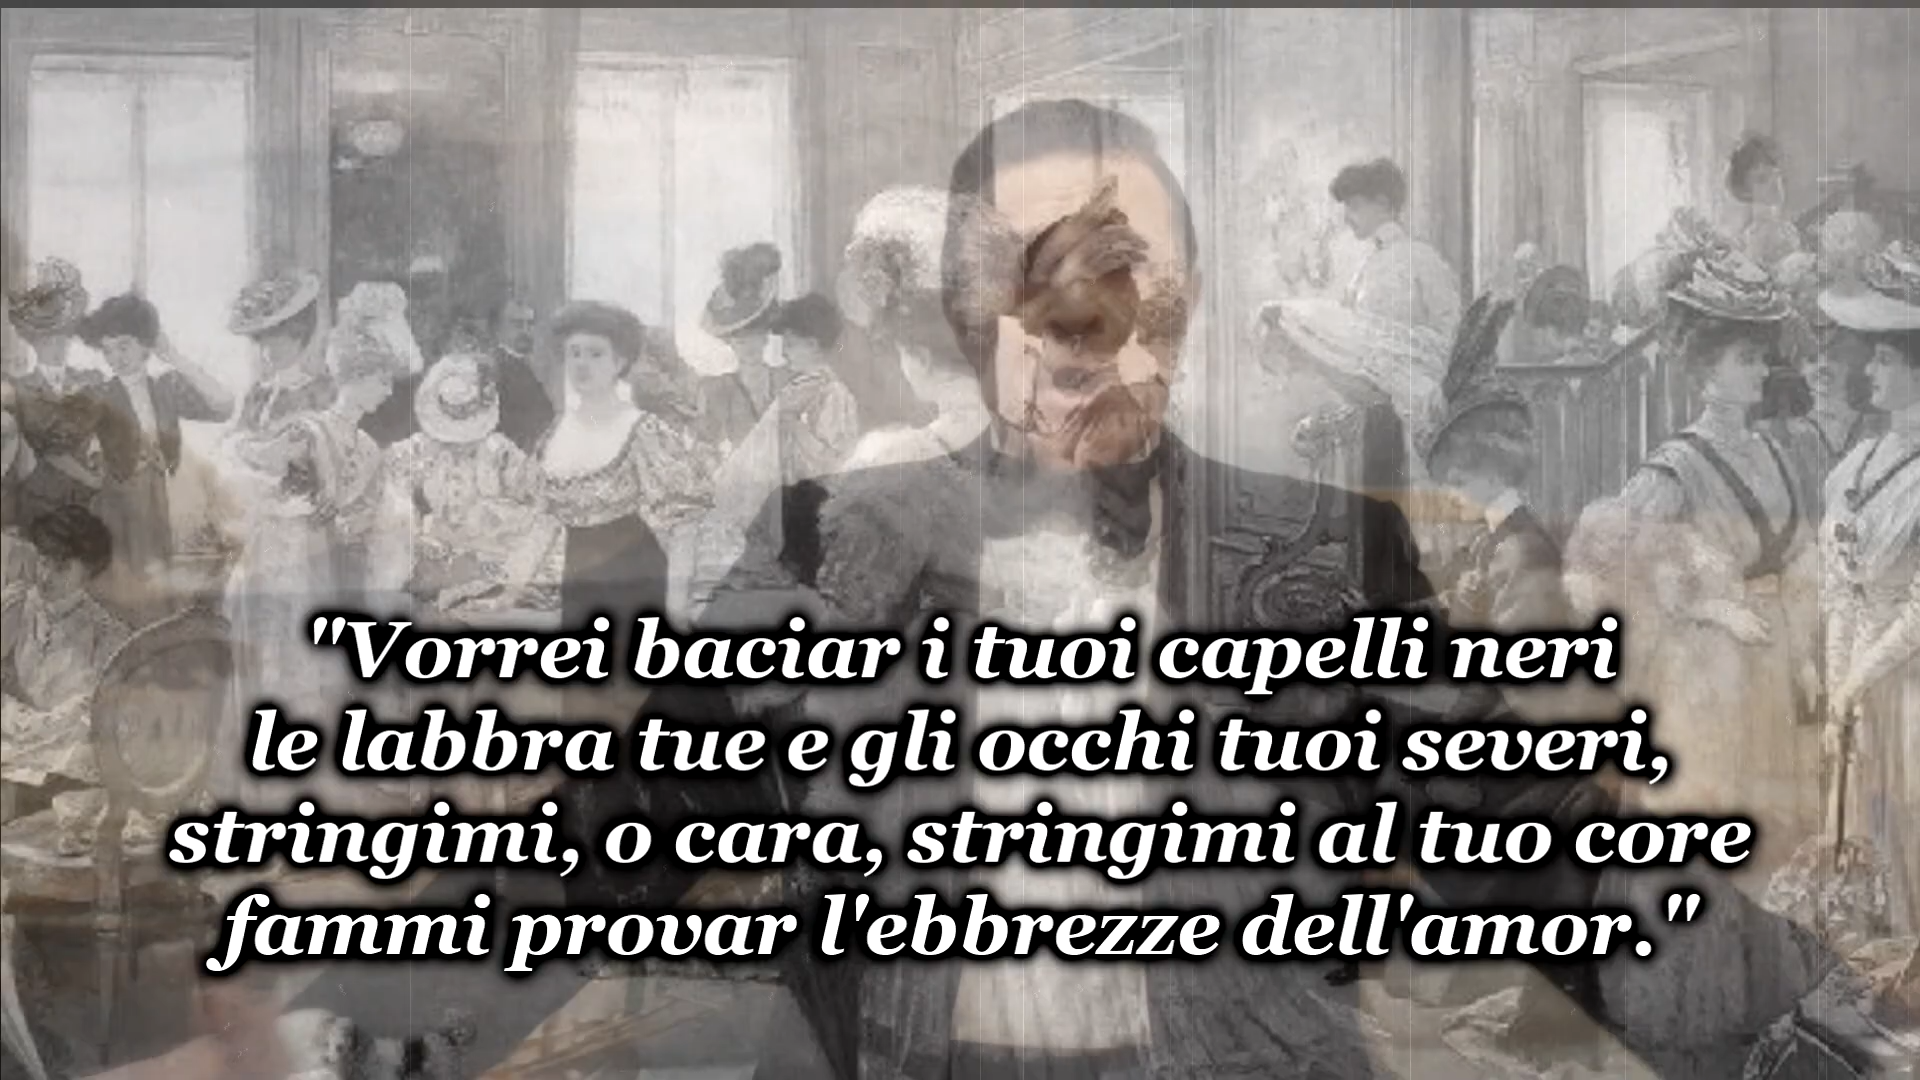 "Vorrei baciar i tuoi capelli neri
le labbra tue e gli occhi tuoi severi,
stringimi, o cara, stringimi al tuo core
fammi provar l'ebbrezze dell'amor."